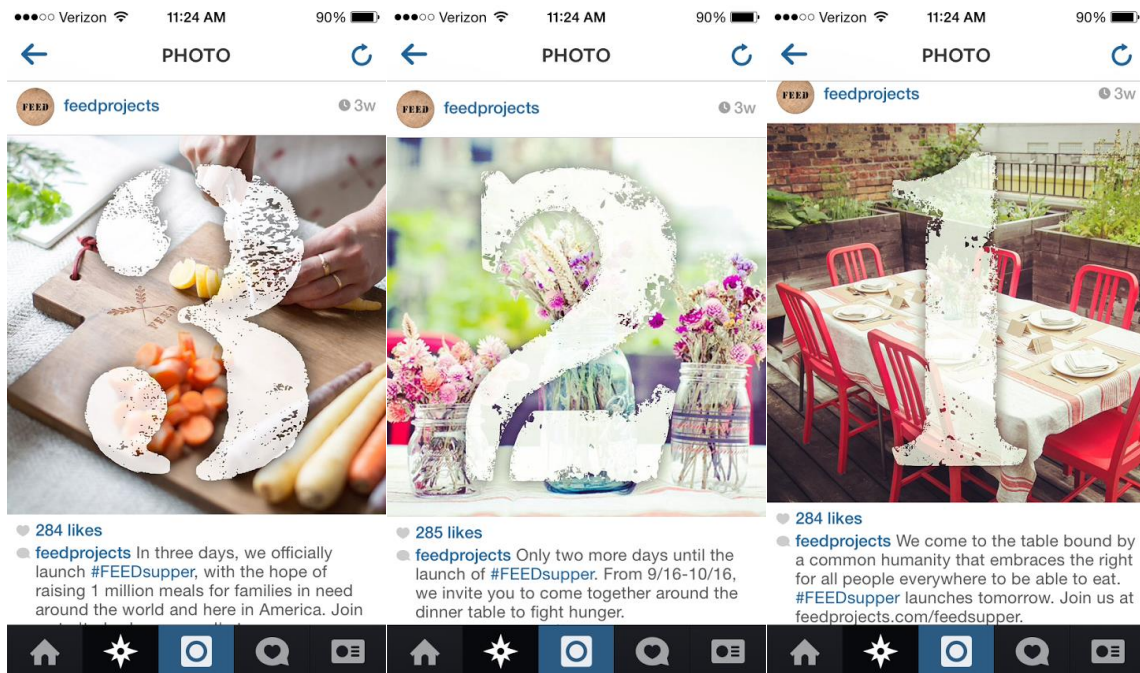 ●●●○○ Verizon 11:24 AM 90%
PHOTO
FEED
feedprojects
3w
3
FEED
284 likes
feedprojects In three days, we officially
launch #FEEDsupper, with the hope of
raising 1 million meals for families in need
around the world and here in America. Join
●●●○○ Verizon 11:24 AM 90%
PHOTO
FEED
feedprojects
3w
2
285 likes
feedprojects Only two more days until the
launch of #FEEDsupper. From 9/16-10/16,
we invite you to come together around the
dinner table to fight hunger.
●●●○○ Verizon 11:24 AM 90%
PHOTO
FEED
feedprojects
3w
1
284 likes
feedprojects We come to the table bound by
a common humanity that embraces the right
for all people everywhere to be able to eat.
#FEEDsupper launches tomorrow. Join us at
feedprojects.com/feedsupper.